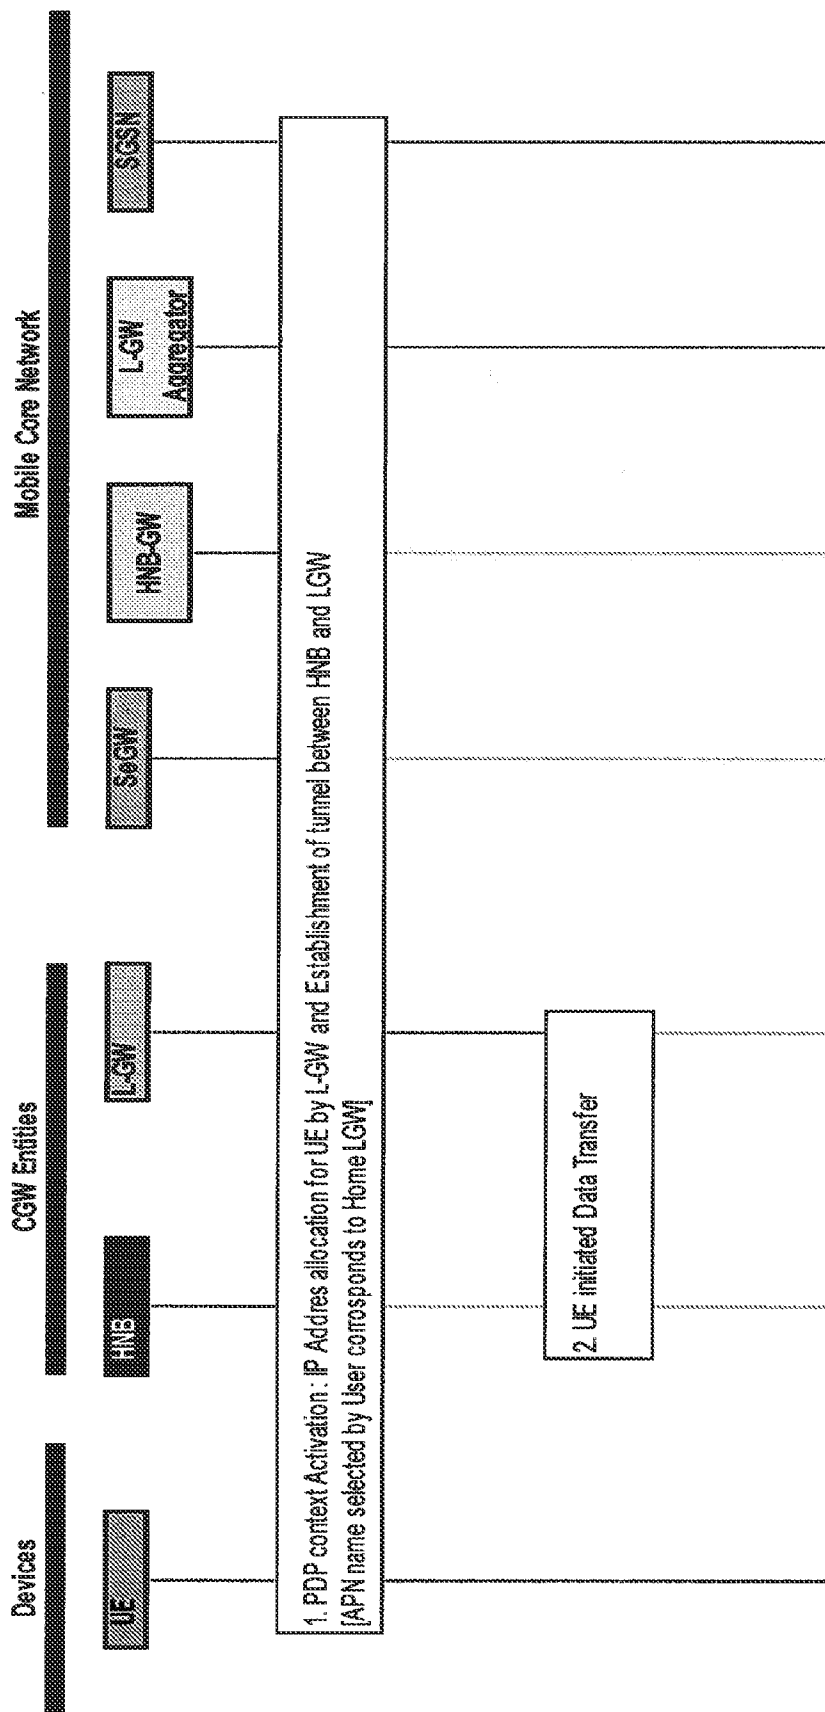 Devices
CGW Entities
Mobile Core Network
UE
HNB
L-GW
SeGW
HNB-GW
L-GW
Aggregator
SGSN
1. PDP context Activation : IP Addres allocation for UE by L-GW and Establishment of tunnel between HNB and LGW
[APN name selected by User corrosponds to Home LGW]
2. UE initiated Data Transfer